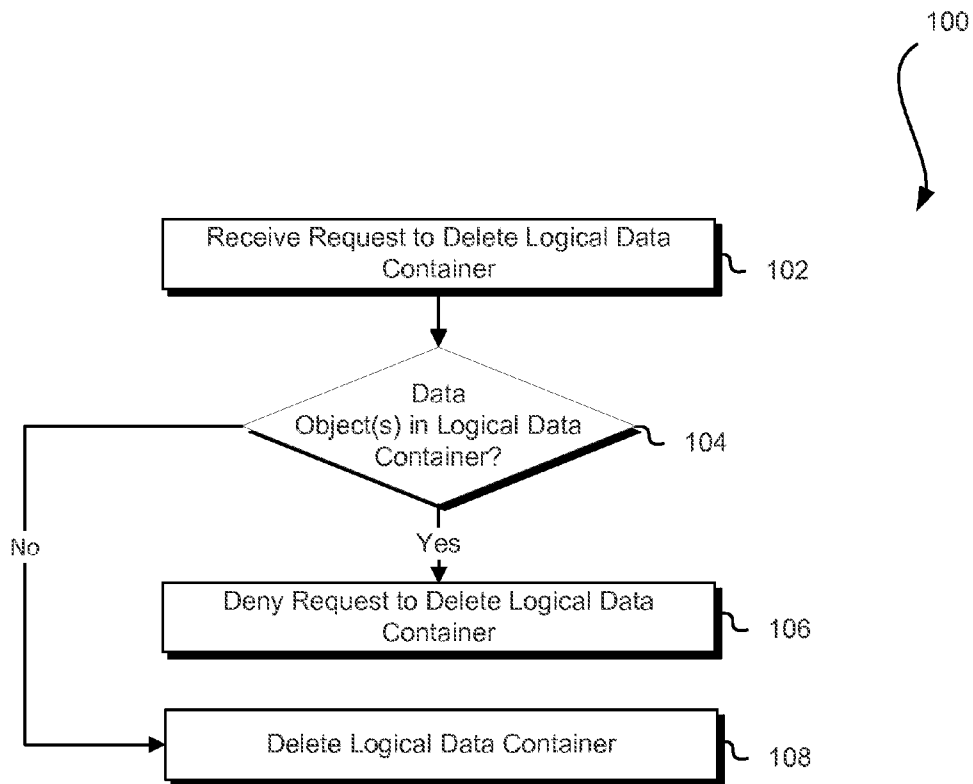 100
Receive Request to Delete Logical Data
Container
102
Data
Object(s) in Logical Data
Container?
104
No
Yes
Deny Request to Delete Logical Data
Container
106
Delete Logical Data Container
108